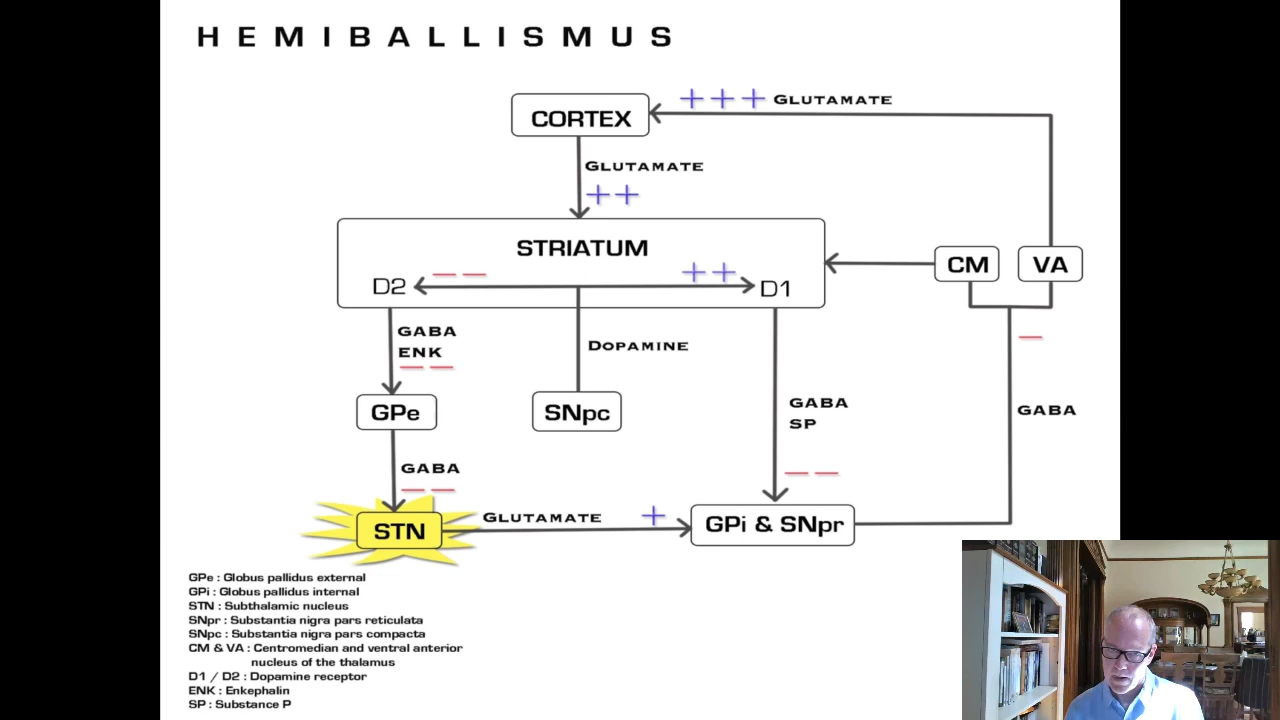 HEMIBALLISMUS
+++ GLUTAMATE
CORTEX
GLUTAMATE
++
STRIATUM
D2
— —
++
D1
CM
VA
GABA
ENK
— —
DOPAMINE
—
GPe
SNpc
GABA
SP
GABA
GABA
— —
— —
STN
GLUTAMATE +
GPi & SNpr
GPe : Globus pallidus external
GPi : Globus pallidus internal
STN : Subthalamic nucleus
SNpr : Substantia nigra pars reticulata
SNpc : Substantia nigra pars compacta
CM & VA : Centromedian and ventral anterior
nucleus of the thalamus
D1 / D2 : Dopamine receptor
ENK : Enkephalin
SP : Substance P